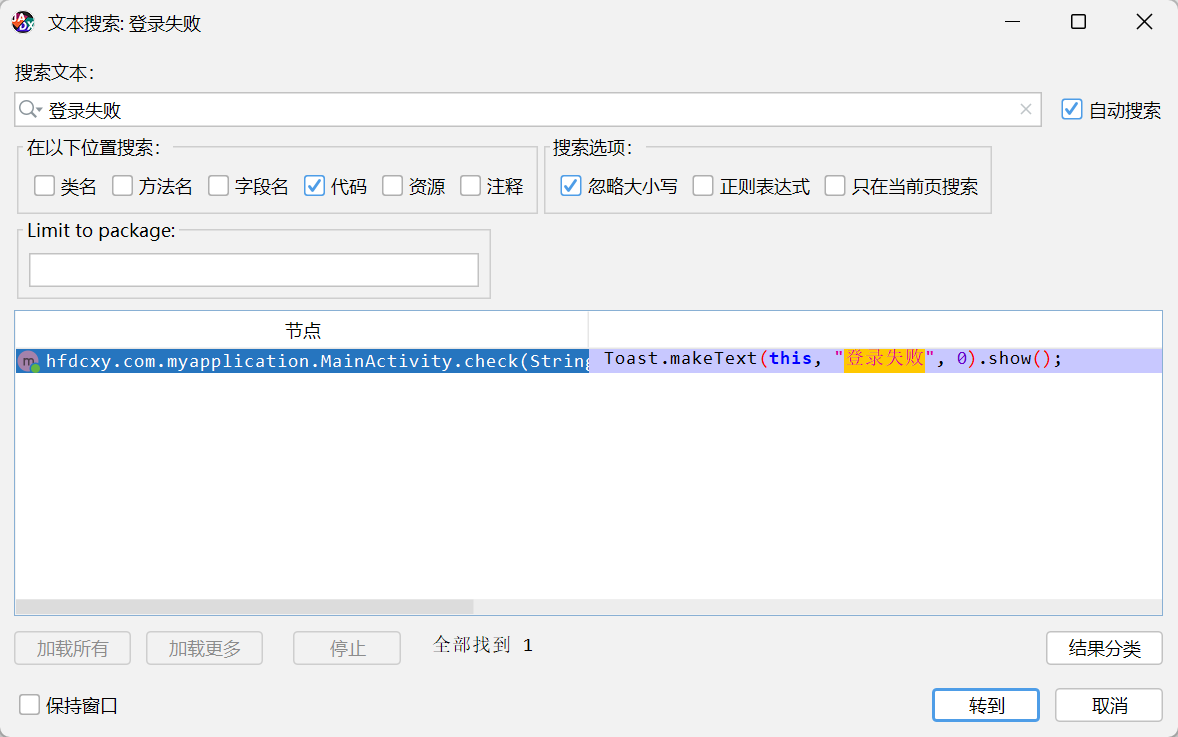 文本搜索: 登录失败
搜索文本:
登录失败
自动搜索
在以下位置搜索:
类名 方法名 字段名 代码 资源 注释
搜索选项:
忽略大小写 正则表达式 只在当前页搜索
Limit to package:
节点
hfdcxy.com.myapplication.MainActivity.check(String Toast.makeText(this, "登录失败", 0).show();
加载所有 加载更多 停止 全部找到 1 结果分类
保持窗口 转到 取消